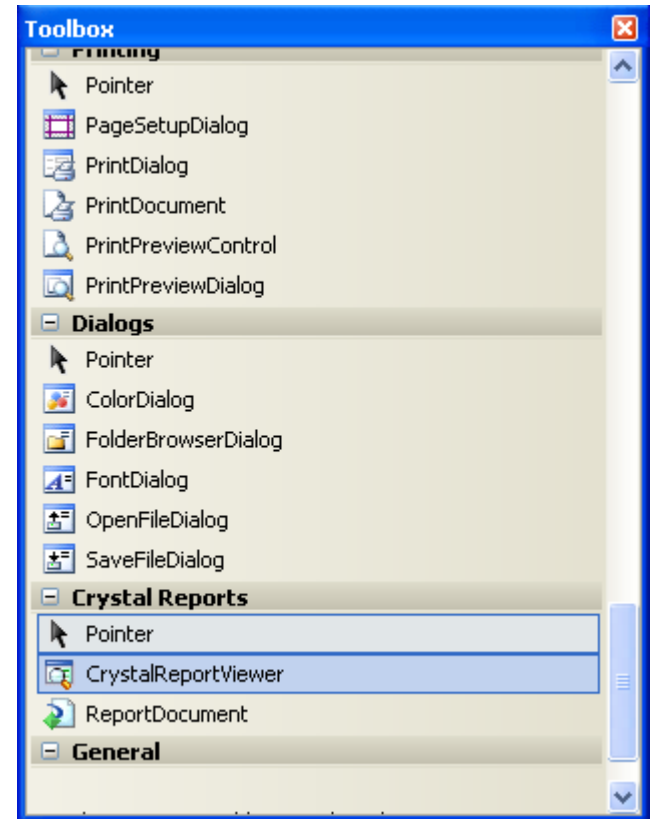 Toolbox
Printing
Pointer
PageSetupDialog
PrintDialog
PrintDocument
PrintPreviewControl
PrintPreviewDialog
Dialogs
Pointer
ColorDialog
FolderBrowserDialog
FontDialog
OpenFileDialog
SaveFileDialog
Crystal Reports
Pointer
CrystalReportViewer
ReportDocument
General